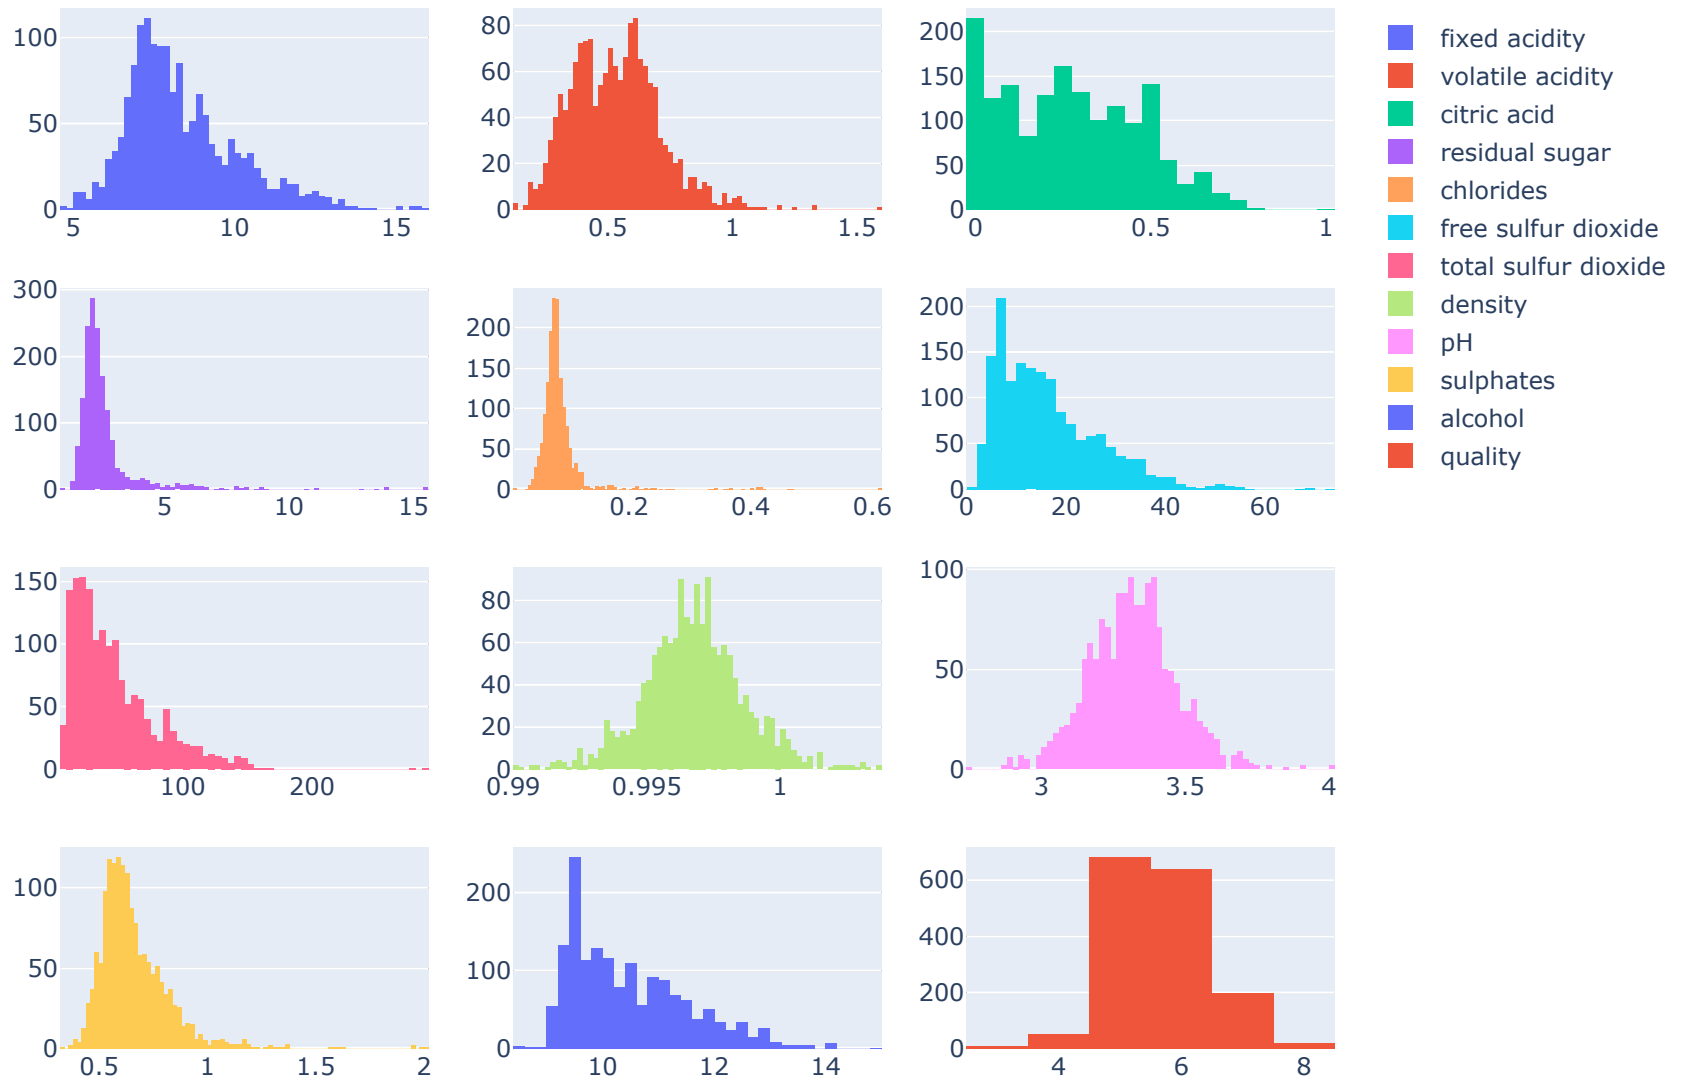 100
50
0
5 10 15
80
60
40
20
0
0.5 1 1.5
200
150
100
50
0
0 0.5 1
fixed acidity
volatile acidity
citric acid
residual sugar
chlorides
free sulfur dioxide
total sulfur dioxide
density
pH
sulphates
alcohol
quality
300
200
100
0
5 10 15
200
150
100
50
0
0.2 0.4 0.6
200
150
100
50
0
0 20 40 60
150
100
50
0
100 200
80
60
40
20
0
0.99 0.995 1
100
50
0
3 3.5 4
100
50
0
0.5 1 1.5 2
200
100
0
10 12 14
600
400
200
0
4 6 8